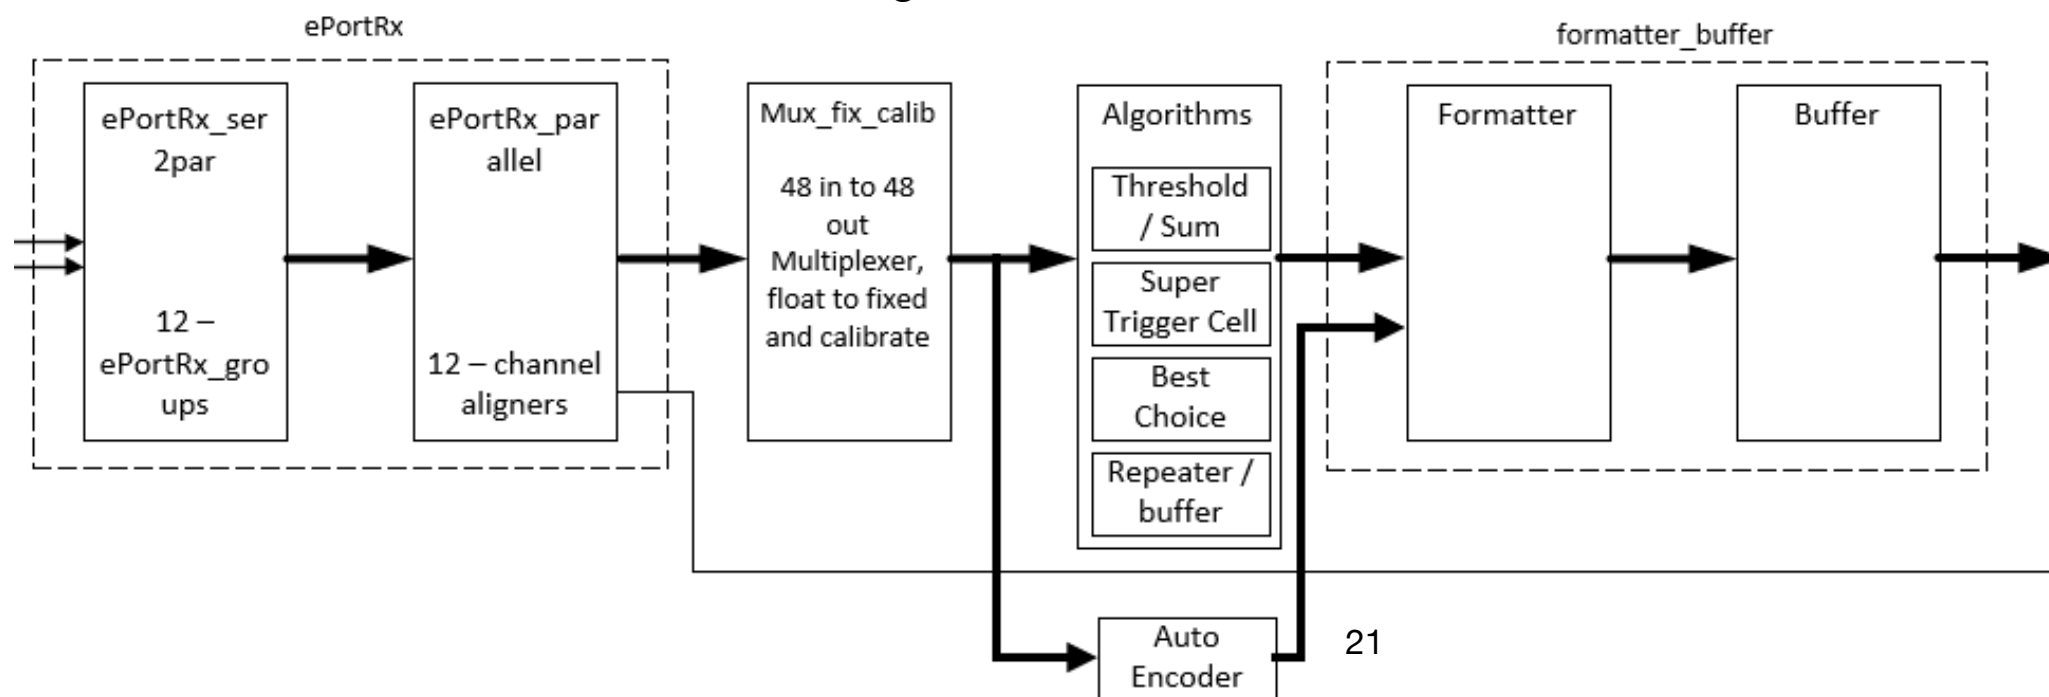 ePortRx
formatter_buffer
ePortRx_ser
2par
12 –
ePortRx_gro
ups
ePortRx_par
allel
12 – channel
aligners
Mux_fix_calib
48 in to 48
out
Multiplexer,
float to fixed
and calibrate
Algorithms
Threshold
/ Sum
Super
Trigger Cell
Best
Choice
Repeater /
buffer
Formatter
Buffer
Auto
Encoder
21